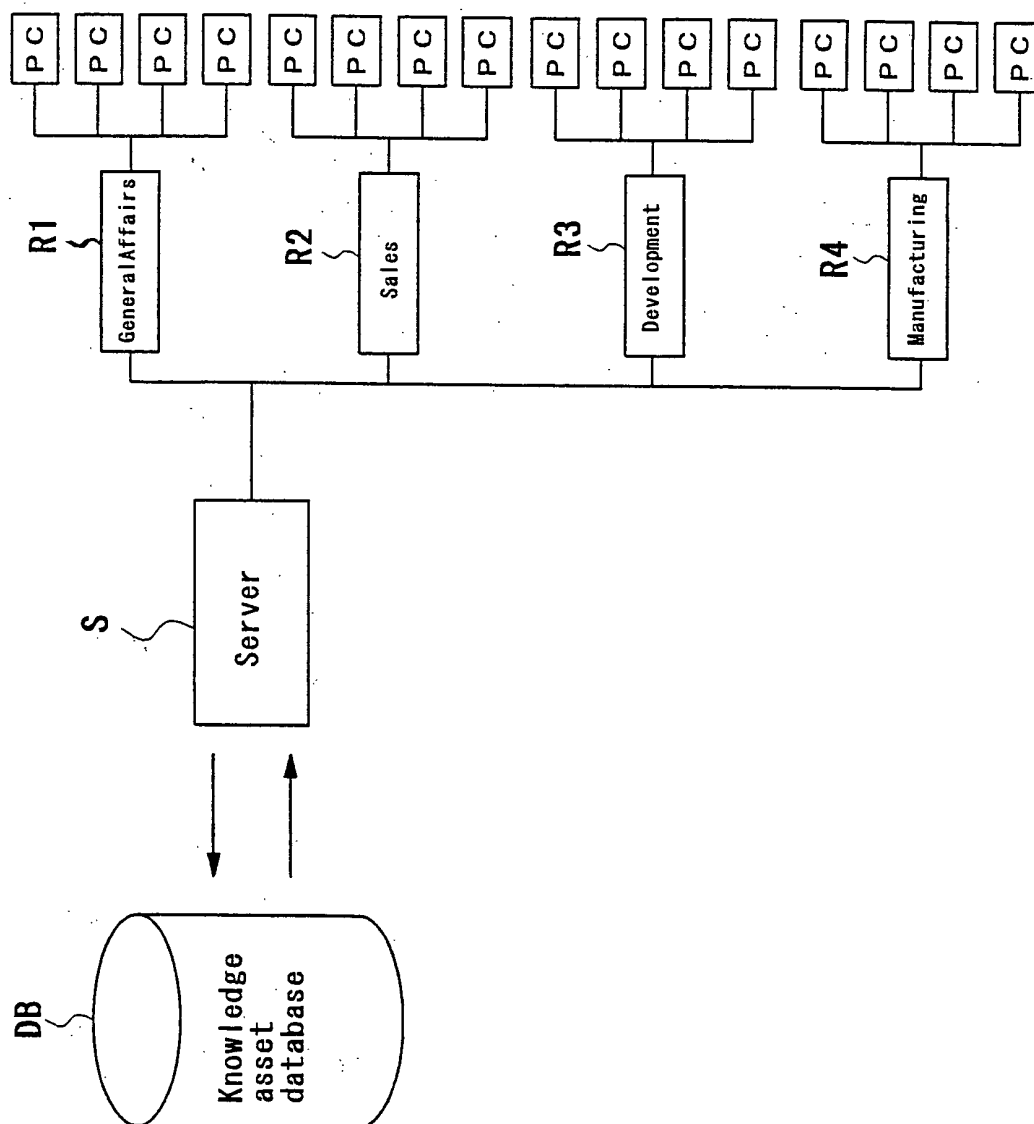 DB
Knowledge
asset
database
S
Server
R1
GeneralAffairs
PC
PC
PC
PC
R2
Sales
PC
PC
PC
PC
R3
Development
PC
PC
PC
PC
R4
Manufacturing
PC
PC
PC
PC